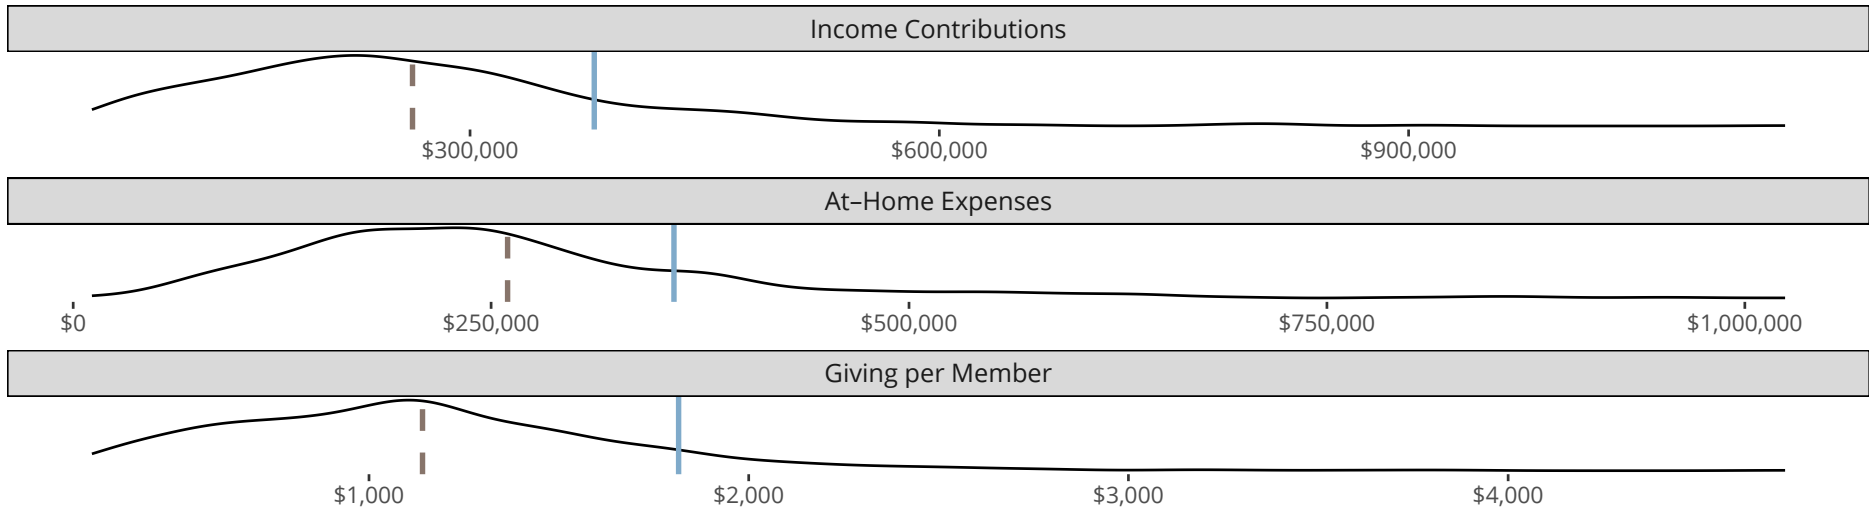 Income Contributions
$300,000 $600,000 $900,000
At–Home Expenses
$0 $250,000 $500,000 $750,000 $1,000,000
Giving per Member
$1,000 $2,000 $3,000 $4,000